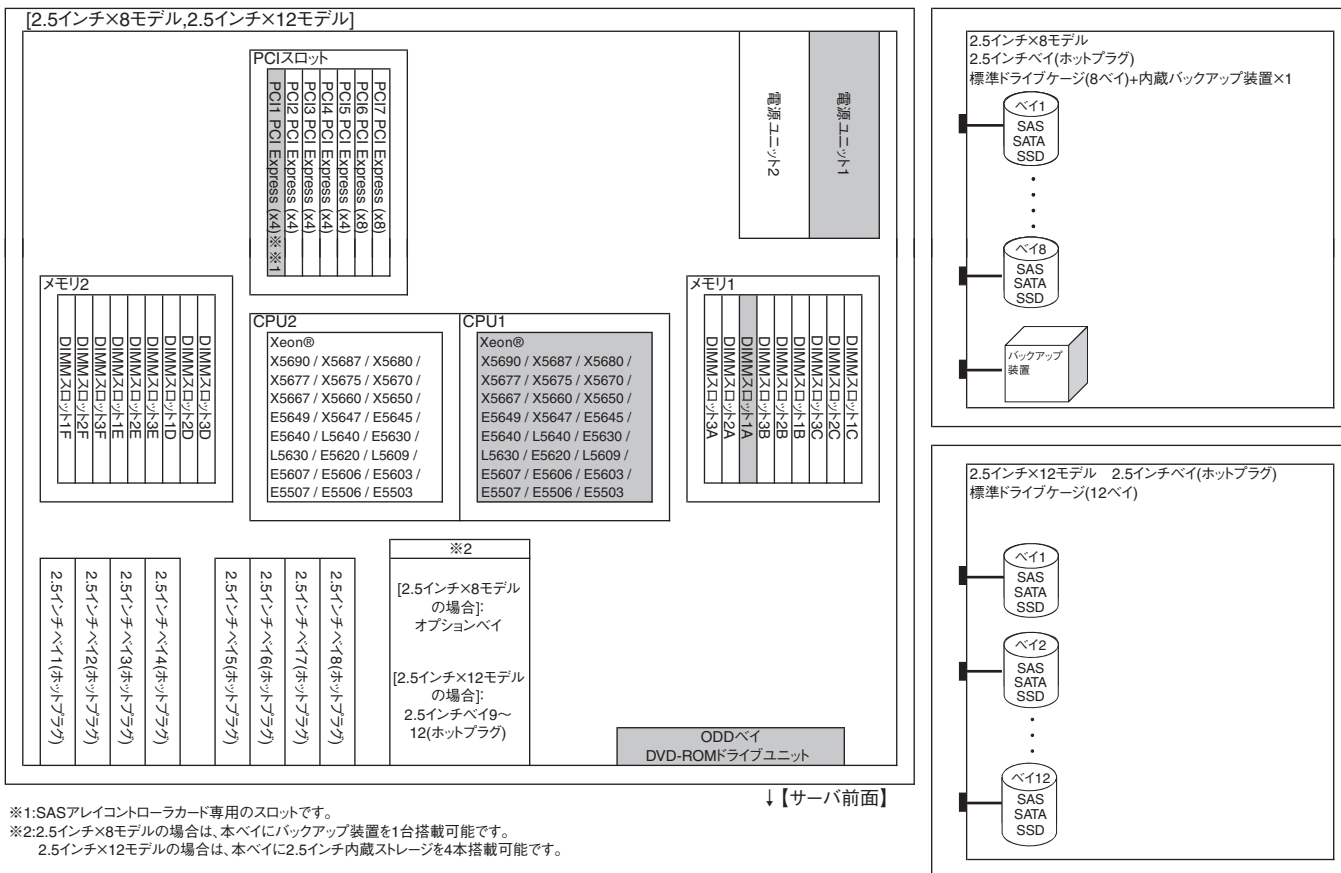 [2.5インチ×8モデル,2.5インチ×12モデル]
PCIスロット
PCI1 PCI Express (x4)※ ※1
PCI2 PCI Express (x4)
PCI3 PCI Express (x4)
PCI4 PCI Express (x4)
PCI5 PCI Express (x4)
PCI6 PCI Express (x8)
PCI7 PCI Express (x8)
電源ユニット2
電源ユニット1
メモリ2
DIMMスロット1F
DIMMスロット2F
DIMMスロット3F
DIMMスロット1E
DIMMスロット2E
DIMMスロット3E
DIMMスロット1D
DIMMスロット2D
DIMMスロット3D
CPU2
Xeon®
X5690 / X5687 / X5680 /
X5677 / X5675 / X5670 /
X5667 / X5660 / X5650 /
E5649 / X5647 / E5645 /
E5640 / L5640 / E5630 /
L5630 / E5620 / L5609 /
E5607 / E5606 / E5603 /
E5507 / E5506 / E5503
CPU1
Xeon®
X5690 / X5687 / X5680 /
X5677 / X5675 / X5670 /
X5667 / X5660 / X5650 /
E5649 / X5647 / E5645 /
E5640 / L5640 / E5630 /
L5630 / E5620 / L5609 /
E5607 / E5606 / E5603 /
E5507 / E5506 / E5503
メモリ1
DIMMスロット3A
DIMMスロット2A
DIMMスロット1A
DIMMスロット3B
DIMMスロット2B
DIMMスロット1B
DIMMスロット3C
DIMMスロット2C
DIMMスロット1C
2.5インチベイ1(ホットプラグ)
2.5インチベイ2(ホットプラグ)
2.5インチベイ3(ホットプラグ)
2.5インチベイ4(ホットプラグ)
2.5インチベイ5(ホットプラグ)
2.5インチベイ6(ホットプラグ)
2.5インチベイ7(ホットプラグ)
2.5インチベイ8(ホットプラグ)
※2
[2.5インチ×8モデル
の場合]:
オプションベイ
[2.5インチ×12モデル
の場合]:
2.5インチベイ9～
12(ホットプラグ)
ODDベイ
DVD-ROMドライブユニット
↓【サーバ前面】
※1:SASアレイコントローラカード専用のスロットです。
※2:2.5インチ×8モデルの場合は、本ベイにバックアップ装置を1台搭載可能です。
2.5インチ×12モデルの場合は、本ベイに2.5インチ内蔵ストレージを4本搭載可能です。
2.5インチ×8モデル
2.5インチベイ(ホットプラグ)
標準ドライブケージ(8ベイ)+内蔵バックアップ装置×1
ベイ1
SAS
SATA
SSD
ベイ8
SAS
SATA
SSD
バックアップ
装置
2.5インチ×12モデル 2.5インチベイ(ホットプラグ)
標準ドライブケージ(12ベイ)
ベイ1
SAS
SATA
SSD
ベイ2
SAS
SATA
SSD
ベイ12
SAS
SATA
SSD